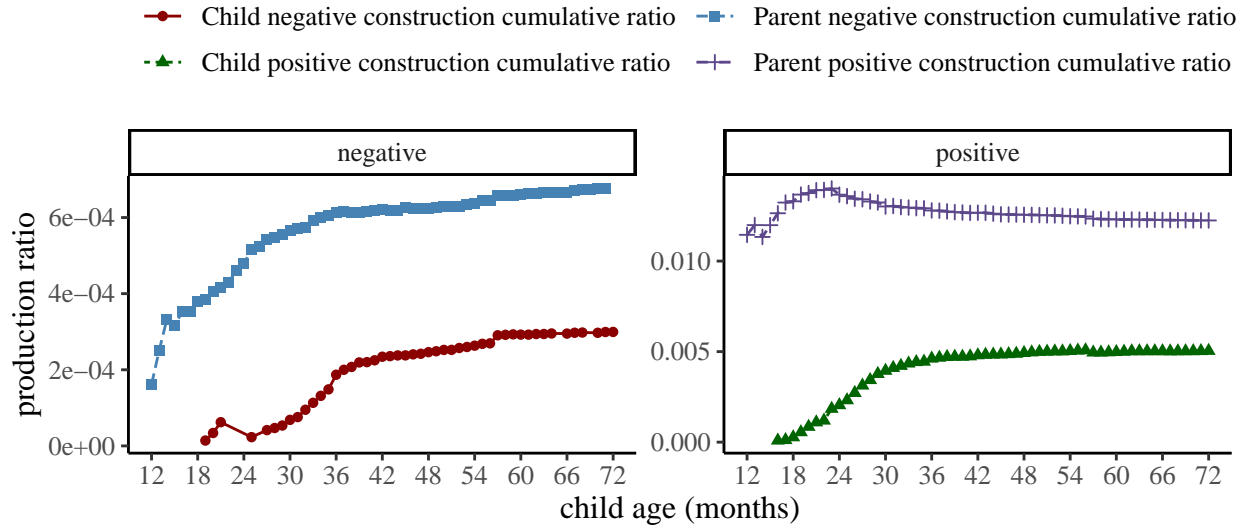 Child negative construction cumulative ratio
Parent negative construction cumulative ratio
Child positive construction cumulative ratio
Parent positive construction cumulative ratio
negative
positive
production ratio
6e−04
4e−04
2e−04
0e+00
0.010
0.005
0.000
12 18 24 30 36 42 48 54 60 66 72
12 18 24 30 36 42 48 54 60 66 72
child age (months)